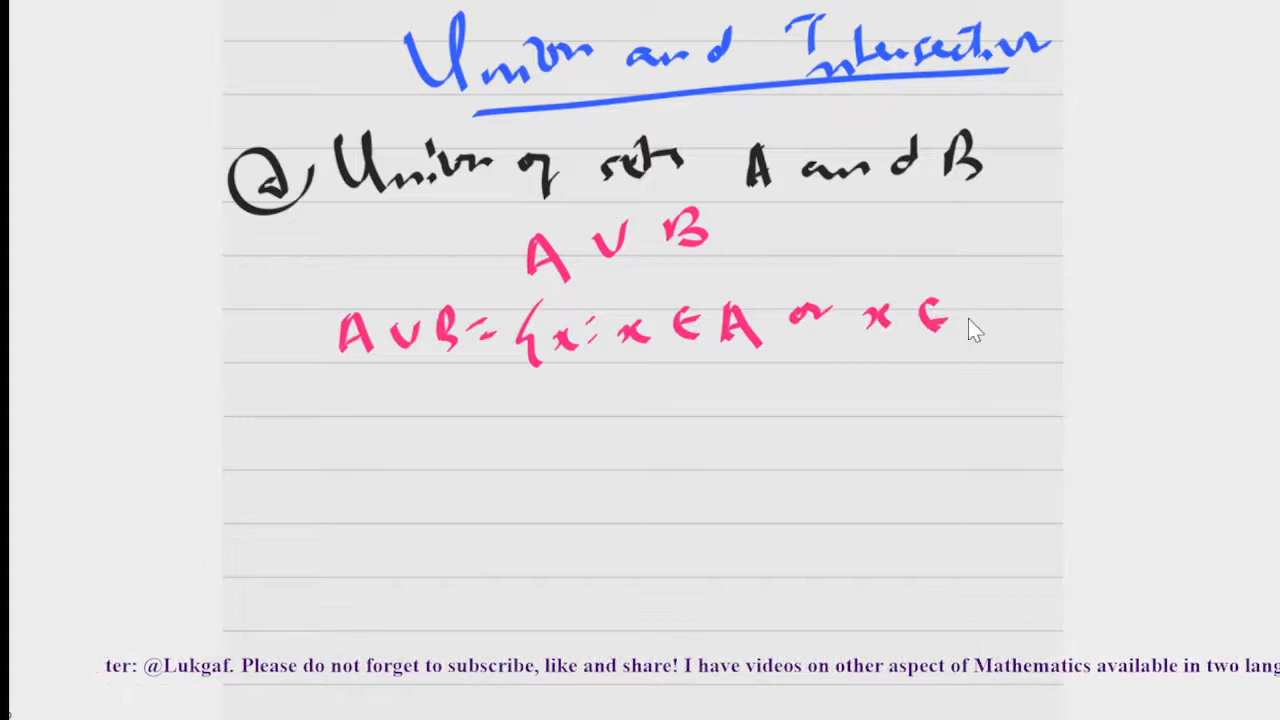 Union and Intersection
(a) Union of sets A and B
A ∪ B
A ∪ B = {x : x ∈ A or x ∈
ter: @Lukgaf. Please do not forget to subscribe, like and share! I have videos on other aspect of Mathematics available in two lang